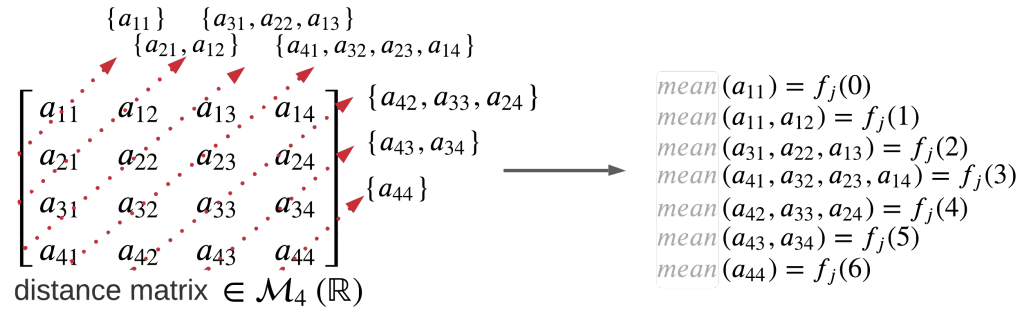 {a₁₁} {a₃₁, a₂₂, a₁₃}
{a₂₁, a₁₂} {a₄₁, a₃₂, a₂₃, a₁₄}
{a₄₂, a₃₃, a₂₄}
{a₄₃, a₃₄}
{a₄₄}
a₁₁ a₁₂ a₁₃ a₁₄
a₂₁ a₂₂ a₂₃ a₂₄
a₃₁ a₃₂ a₃₃ a₃₄
a₄₁ a₄₂ a₄₃ a₄₄
distance matrix ∈ ℳ₄ (ℝ)
mean (a₁₁) = fⱼ(0)
mean (a₁₁, a₁₂) = fⱼ(1)
mean (a₃₁, a₂₂, a₁₃) = fⱼ(2)
mean (a₄₁, a₃₂, a₂₃, a₁₄) = fⱼ(3)
mean (a₄₂, a₃₃, a₂₄) = fⱼ(4)
mean (a₄₃, a₃₄) = fⱼ(5)
mean (a₄₄) = fⱼ(6)